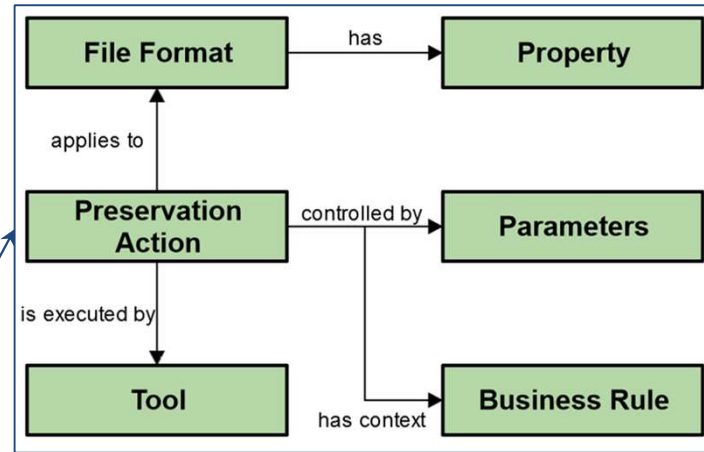 File Format
has
Property
applies to
Preservation
Action
controlled by
Parameters
is executed by
Tool
has context
Business Rule